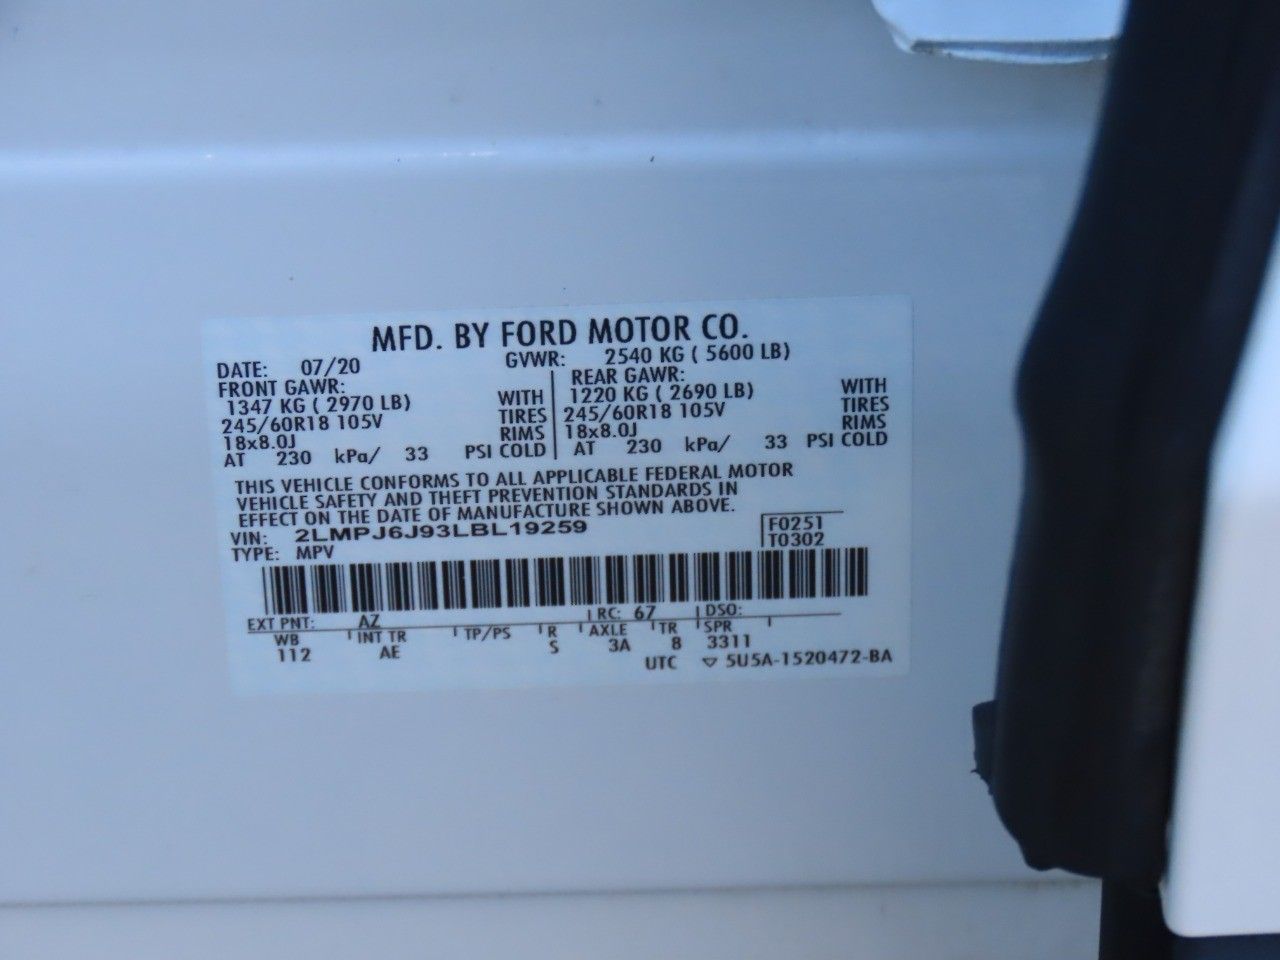 MFD. BY FORD MOTOR CO.
DATE: 07/20 GVWR: 2540 KG ( 5600 LB)
FRONT GAWR: REAR GAWR:
1347 KG ( 2970 LB) WITH 1220 KG ( 2690 LB) WITH
245/60R18 105V TIRES 245/60R18 105V TIRES
18x8.0J RIMS 18x8.0J RIMS
AT 230 kPa/ 33 PSI COLD AT 230 kPa/ 33 PSI COLD
THIS VEHICLE CONFORMS TO ALL APPLICABLE FEDERAL MOTOR
VEHICLE SAFETY AND THEFT PREVENTION STANDARDS IN
EFFECT ON THE DATE OF MANUFACTURE SHOWN ABOVE.
VIN: 2LMPJ6J93LBL19259 F0251
TYPE: MPV T0302
EXT PNT: AZ RC: 67 DSO:
WB INT TR TP/PS R AXLE TR SPR
112 AE S 3A 8 3311
UTC ▽ 5U5A-1520472-BA